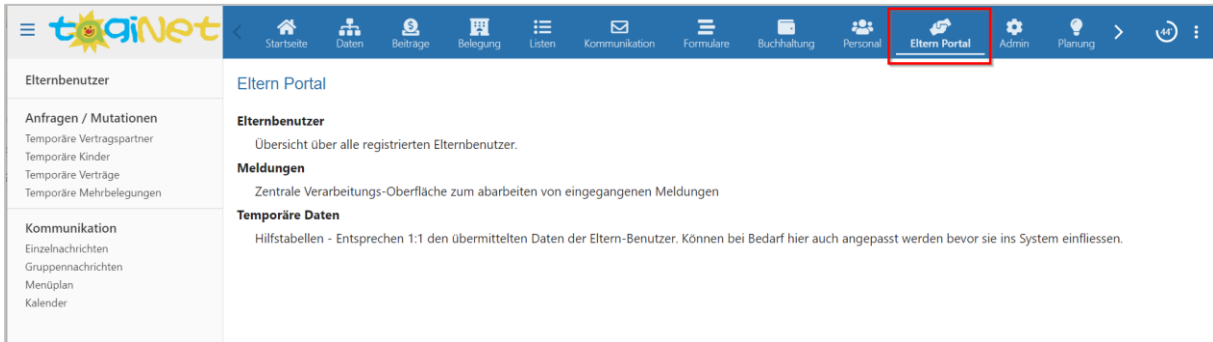 togiNet
Startseite
Daten
Beiträge
Belegung
Listen
Kommunikation
Formulare
Buchhaltung
Personal
Eltern Portal
Admin
Planung
44'
Elternbenutzer
Anfragen / Mutationen
Temporäre Vertragspartner
Temporäre Kinder
Temporäre Verträge
Temporäre Mehrbelegungen
Kommunikation
Einzelnachrichten
Gruppennachrichten
Menüplan
Kalender
Eltern Portal
Elternbenutzer
Übersicht über alle registrierten Elternbenutzer.
Meldungen
Zentrale Verarbeitungs-Oberfläche zum abarbeiten von eingegangenen Meldungen
Temporäre Daten
Hilfstabellen - Entsprechen 1:1 den übermittelten Daten der Eltern-Benutzer. Können bei Bedarf hier auch angepasst werden bevor sie ins System einfliessen.